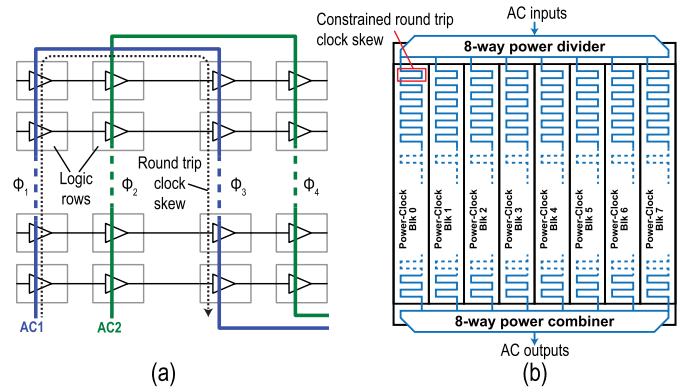 Φ1
Φ2
Φ3
Φ4
Logic
rows
Round trip
clock
skew
AC1
AC2
(a)
Constrained round trip
clock skew
AC inputs
8-way power divider
Power-Clock
Blk 0
Power-Clock
Blk 1
Power-Clock
Blk 2
Power-Clock
Blk 3
Power-Clock
Blk 4
Power-Clock
Blk 5
Power-Clock
Blk 6
Power-Clock
Blk 7
8-way power combiner
AC outputs
(b)